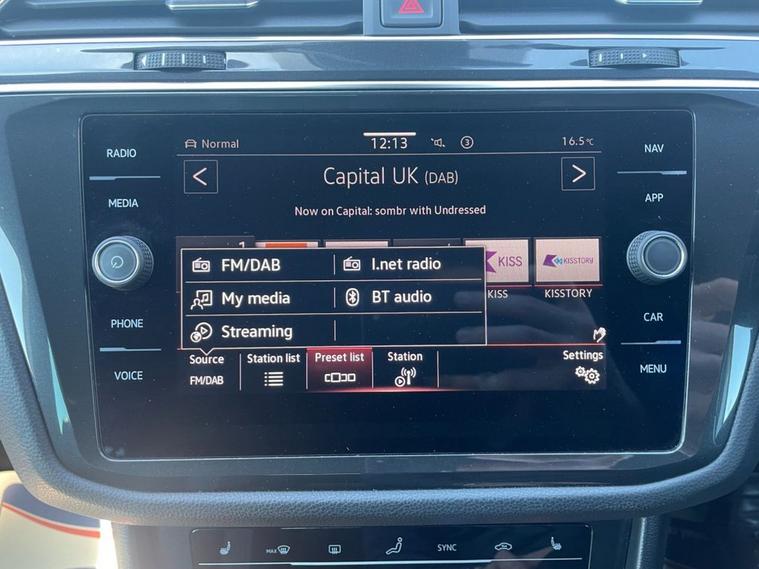 RADIO
MEDIA
PHONE
VOICE
Normal
12:13
3
16.5°C
< Capital UK (DAB) >
Now on Capital: sombr with Undressed
1
FM/DAB
I.net radio
My media
BT audio
Streaming
KISS
KISSTORY
KISS
KISSTORY
Source
Station list
Preset list
Station
Settings
FM/DAB
NAV
APP
CAR
MENU
MAX
SYNC